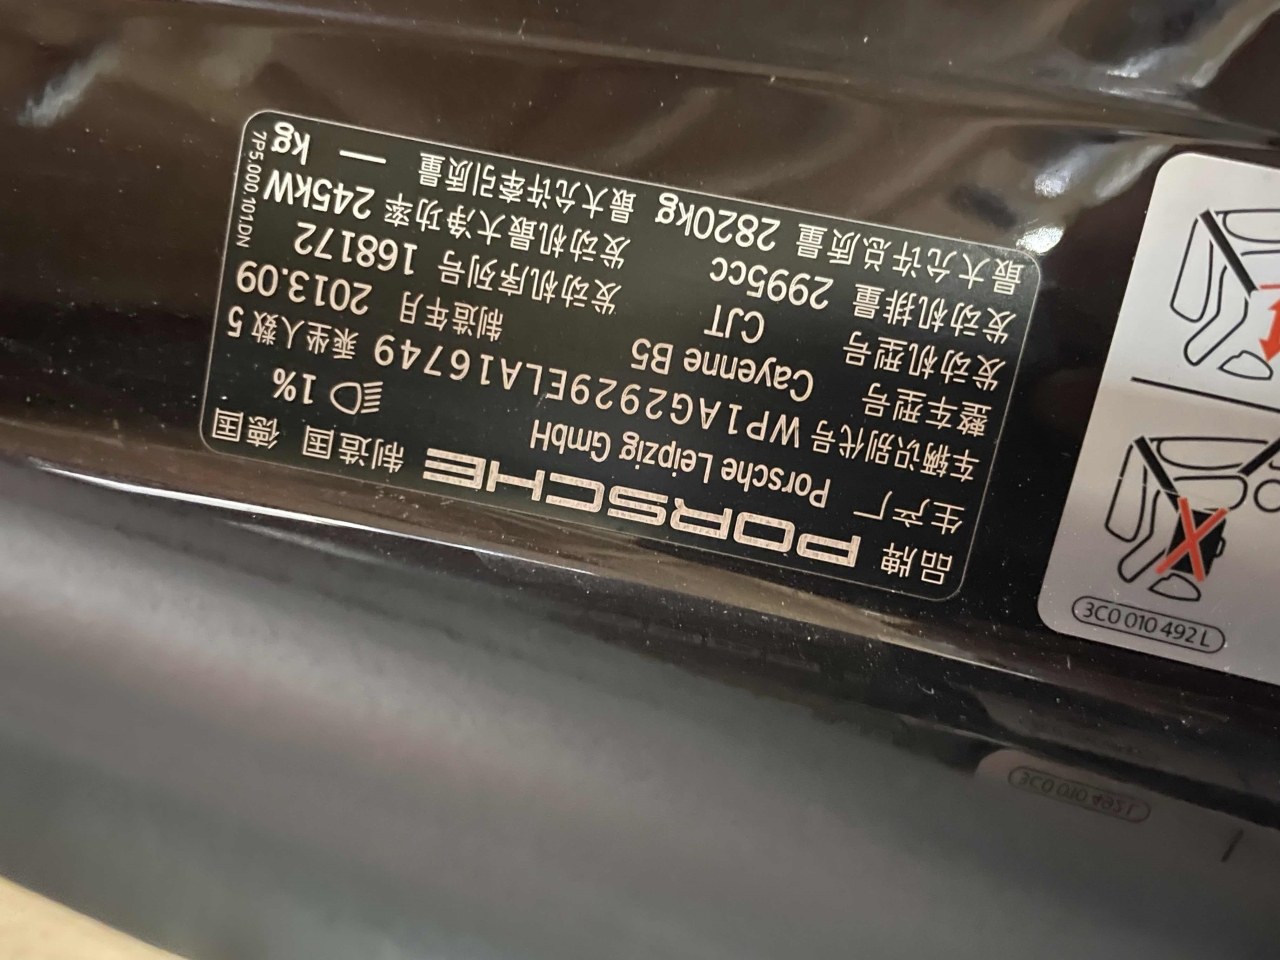 品牌 PORSCHE 制造国 德国
生产厂 Porsche Leipzig GmbH 1%
车辆识别代号 WP1AG2929ELA16749 乘坐人数 5
整车型号 Cayenne B5 制造年月 2013.09
发动机型号 CJT 发动机序列号 168172
发动机排量 2995cc 发动机最大净功率 245kW
最大允许总质量 2820kg 最大允许牵引质量 — kg
7P5.000.101.DN
3C0 010 492 L
3C0 010 492 L